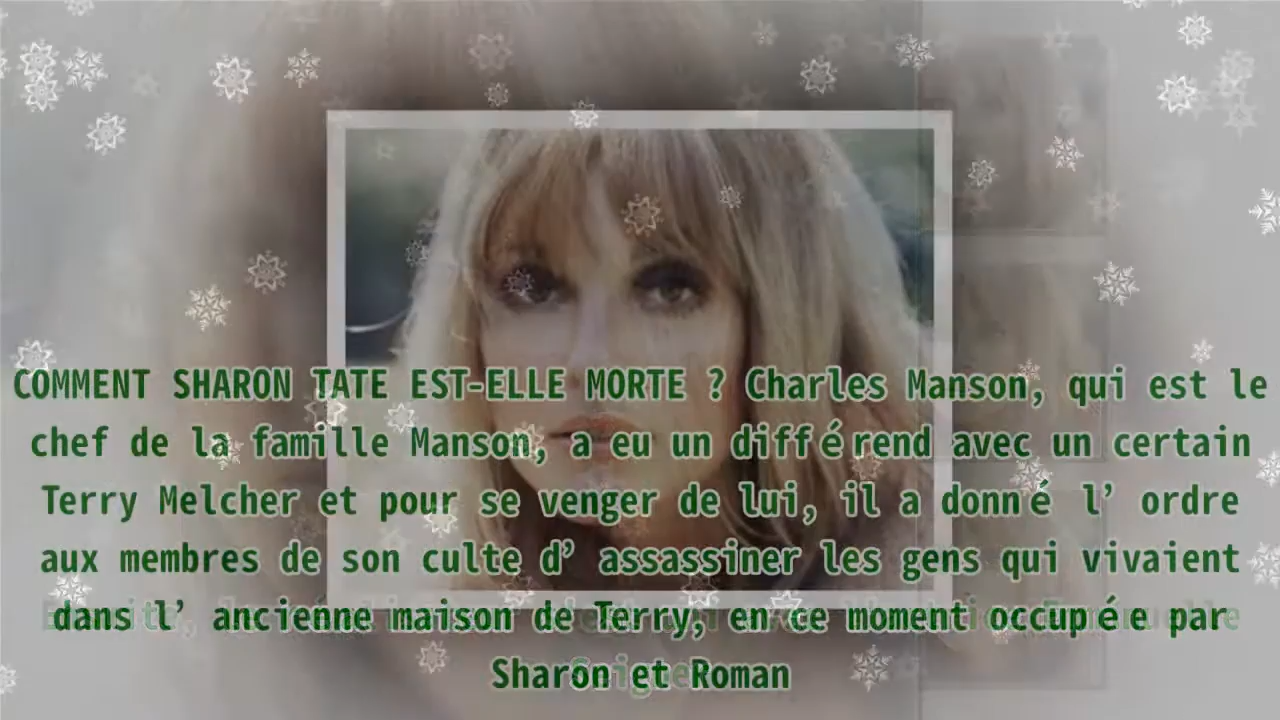 COMMENT SHARON TATE EST-ELLE MORTE ? Charles Manson, qui est le
chef de la famille Manson, a eu un différend avec un certain
Terry Melcher et pour se venger de lui, il a donné l’ ordre
aux membres de son culte d’ assassiner les gens qui vivaient
dans l’ ancienne maison de Terry, en ce moment occupée par
Sharon et Roman